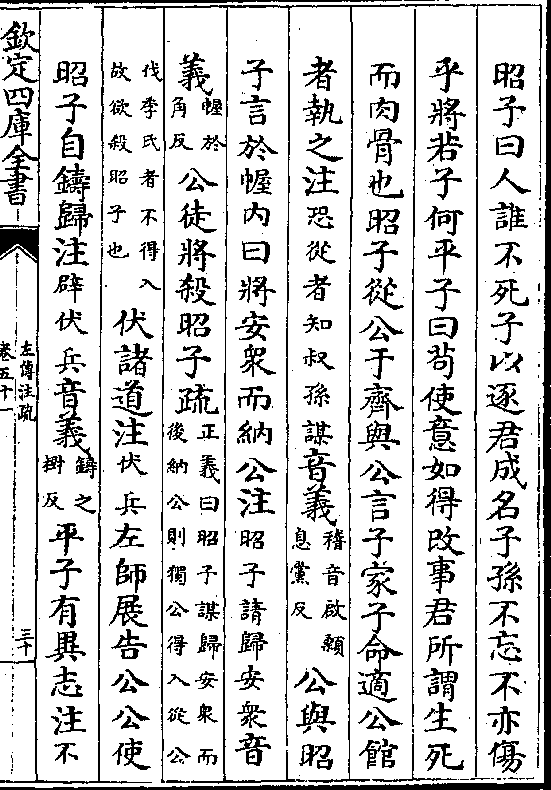 昭子曰人誰不死子以逐君成名子孫不忘不亦傷
乎將若子何平子曰苟使意如得改事君所謂生死
而肉骨也昭子從公于齊與公言子家子命適公館
者執之注恐從者知叔孫謀音義稽音啟顙息黨反公與昭
子言於幄內曰將安衆而納公注昭子請歸安衆音
義幄於角反公徒將殺昭子疏正義曰昭子謀歸安衆而後納公則獨公得入從公
伐季氏者不得入故欲殺昭子也伏諸道注伏兵左師展告公公使
昭子自鑄歸注辟伏兵音義鑄之樹反平子有異志注不
欽定四庫全書
左傳注疏
卷五十一
三十